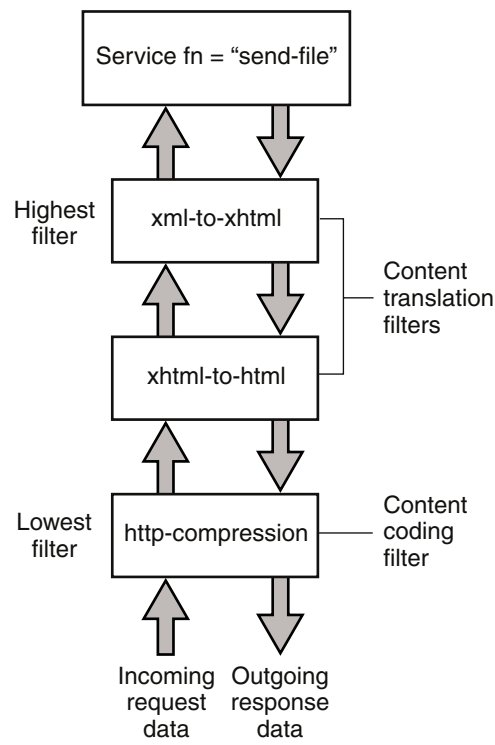 Service fn = “send-file”
Highest
filter
xml-to-xhtml
Content
translation
filters
xhtml-to-html
Lowest
filter
http-compression
Content
coding
filter
Incoming
request
data
Outgoing
response
data